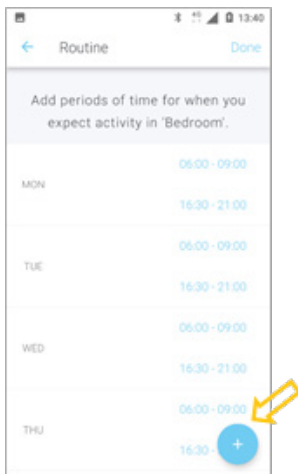 4G 13:40
← Routine Done
Add periods of time for when you
expect activity in 'Bedroom'.
MON
06:00 - 09:00
16:30 - 21:00
TUE
06:00 - 09:00
16:30 - 21:00
WED
06:00 - 09:00
16:30 - 21:00
THU
06:00 - 09:00
16:30 -
+